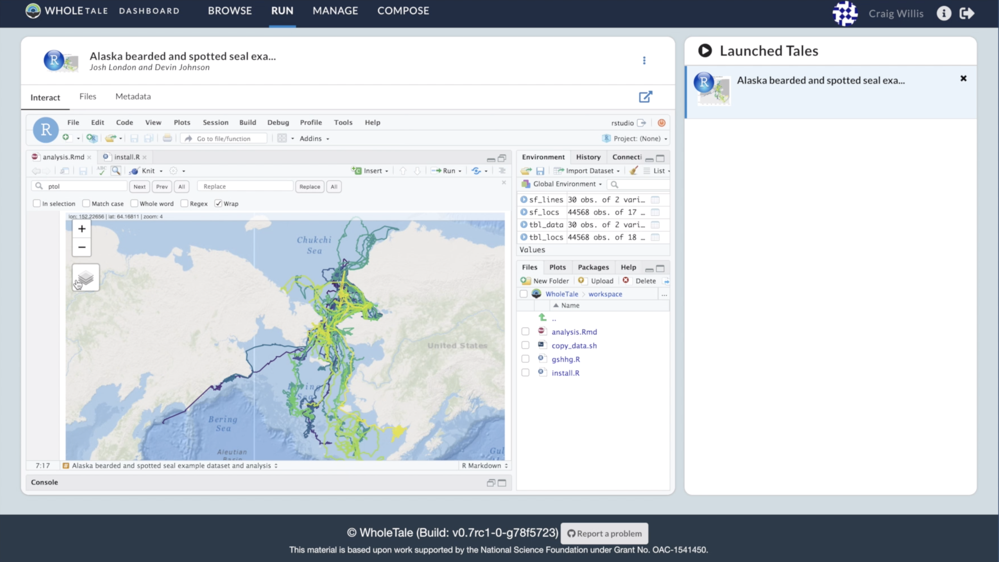 WHOLETALE DASHBOARD BROWSE RUN MANAGE COMPOSE Craig Willis
Alaska bearded and spotted seal exa...
Josh London and Devin Johnson
Launched Tales
Alaska bearded and spotted seal exa...
Interact Files Metadata
R File Edit Code View Plots Session Build Debug Profile Tools Help rstudio
Go to file/function Addins Project: (None)
analysis.Rmd install.R
ABC Knit Insert Run
ptol Next Prev All Replace Replace All
In selection Match case Whole word Regex Wrap
lon: 152.22656 | lat: 64.16811 | zoom: 4
+
−
Chukchi
Sea
United States
Bering
Sea
Bering
Sea
Aleutian
Basin
Gul
7:17 # Alaska bearded and spotted seal example dataset and analysis R Markdown
Console
Environment History Connecti
Import Dataset List
Global Environment
sf_lines 30 obs. of 2 vari...
sf_locs 44568 obs. of 17 ...
tbl_data 30 obs. of 2 vari...
tbl_locs 44568 obs. of 18 ...
Values
Files Plots Packages Help
New Folder Upload Delete
WholeTale > workspace ...
Name
..
analysis.Rmd
copy_data.sh
gshhg.R
install.R
© WholeTale (Build: v0.7rc1-0-g78f5723) Report a problem
This material is based upon work supported by the National Science Foundation under Grant No. OAC-1541450.